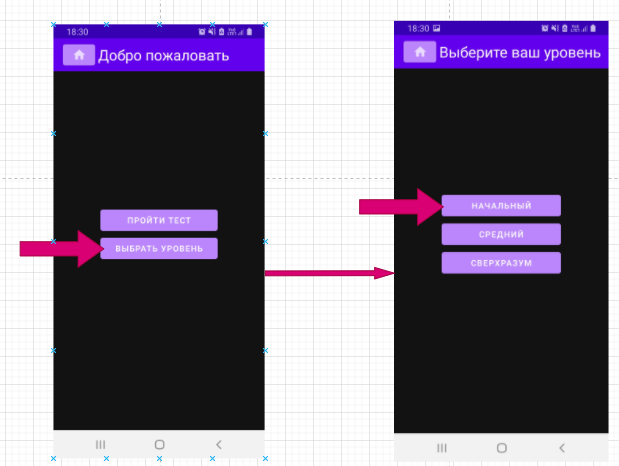 18:30
Добро пожаловать
ПРОЙТИ ТЕСТ
ВЫБРАТЬ УРОВЕНЬ
18:30
Выберите ваш уровень
НАЧАЛЬНЫЙ
СРЕДНИЙ
СВЕРХРАЗУМ